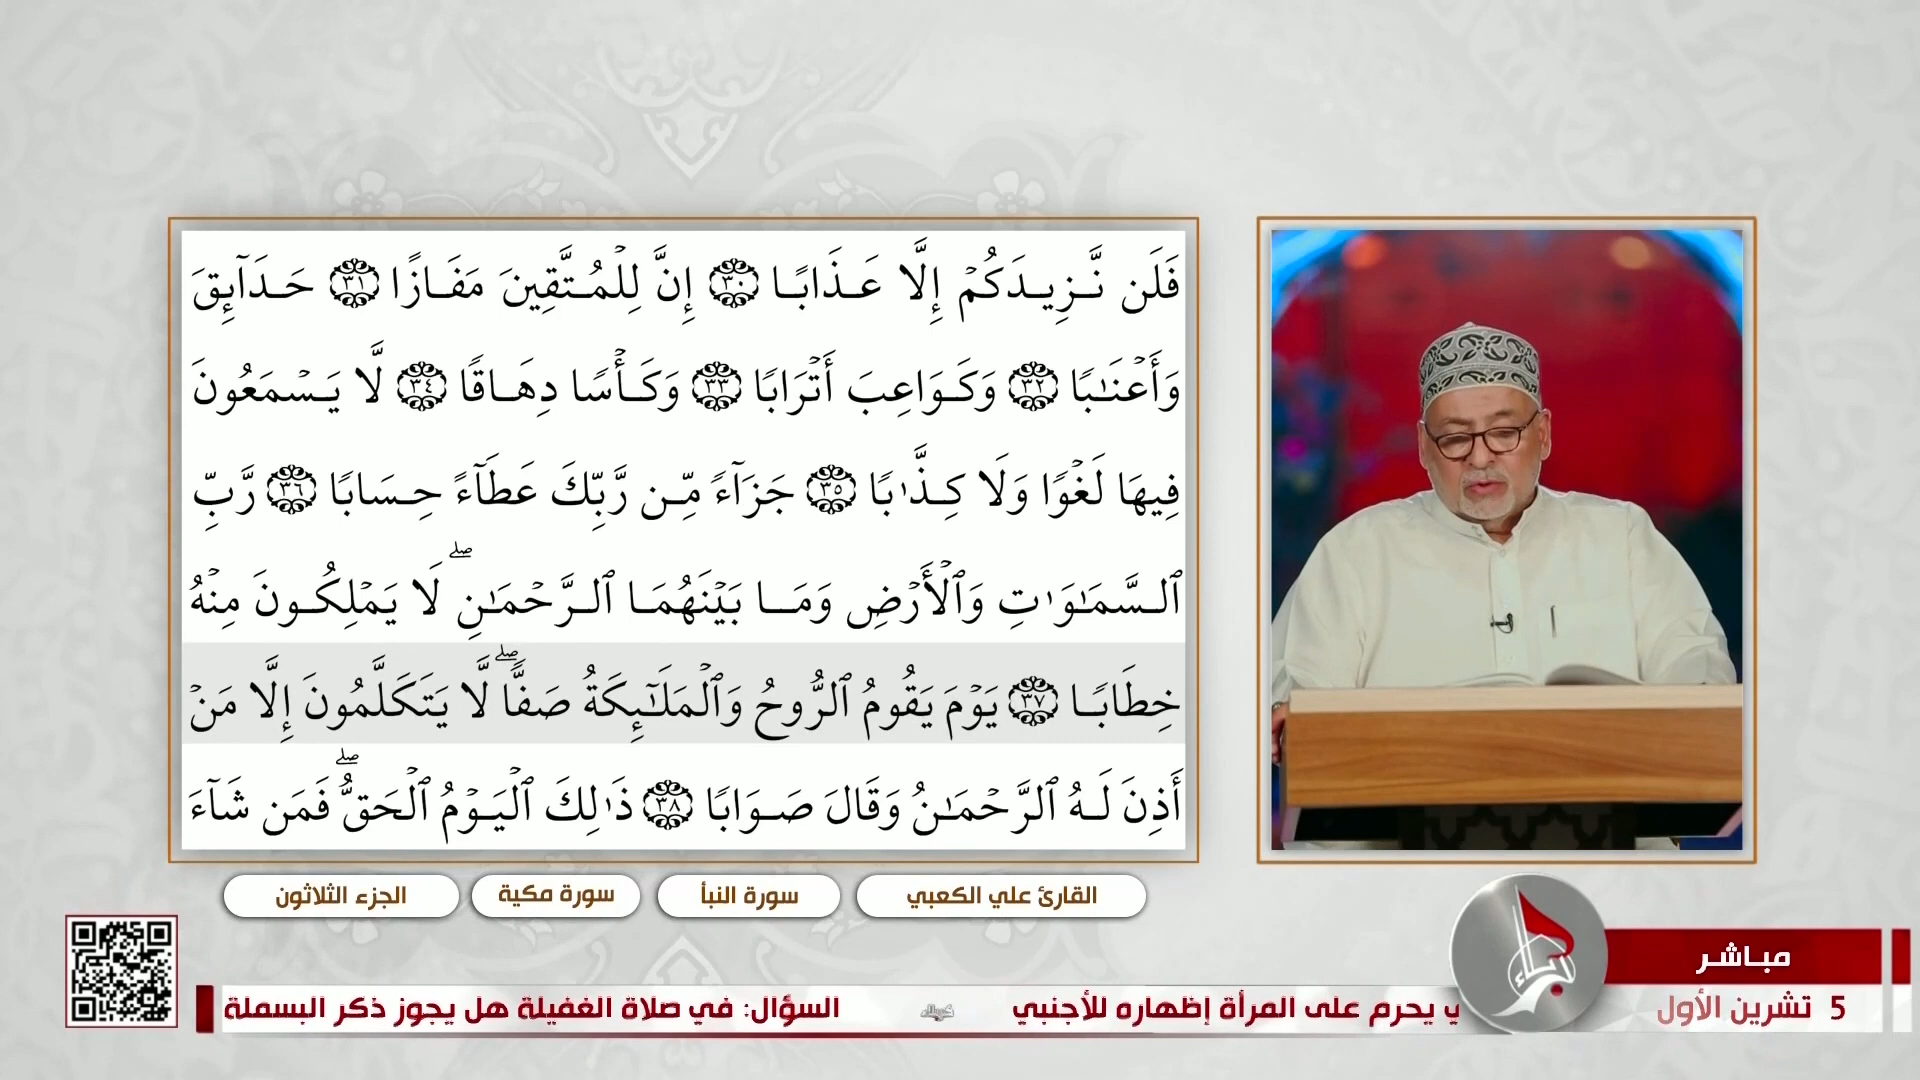 فَلَن نَّزِيدَكُمۡ إِلَّا عَذَابًا ٣٠ إِنَّ لِلۡمُتَّقِينَ مَفَازًا ٣١ حَدَآئِقَ
وَأَعۡنَٰبًا ٣٢ وَكَوَاعِبَ أَتۡرَابًا ٣٣ وَكَأۡسًا دِهَاقًا ٣٤ لَّا يَسۡمَعُونَ
فِيهَا لَغۡوًا وَلَا كِذَّٰبًا ٣٥ جَزَآءً مِّن رَّبِّكَ عَطَآءً حِسَابًا ٣٦ رَّبِّ
ٱلسَّمَٰوَٰتِ وَٱلۡأَرۡضِ وَمَا بَيۡنَهُمَا ٱلرَّحۡمَٰنِۖ لَا يَمۡلِكُونَ مِنۡهُ
خِطَابًا ٣٧ يَوۡمَ يَقُومُ ٱلرُّوحُ وَٱلۡمَلَٰٓئِكَةُ صَفًّاۖ لَّا يَتَكَلَّمُونَ إِلَّا مَنۡ
أَذِنَ لَهُ ٱلرَّحۡمَٰنُ وَقَالَ صَوَابًا ٣٨ ذَٰلِكَ ٱلۡيَوۡمُ ٱلۡحَقُّۖ فَمَن شَآءَ
القارئ علي الكعبي
سورة النبأ
سورة مكية
الجزء الثلاثون
مباشر
5 تشرين الأول
ي يحرم على المرأة إظهاره للأجنبي
كربلاء
السؤال: في صلاة الغفيلة هل يجوز ذكر البسملة